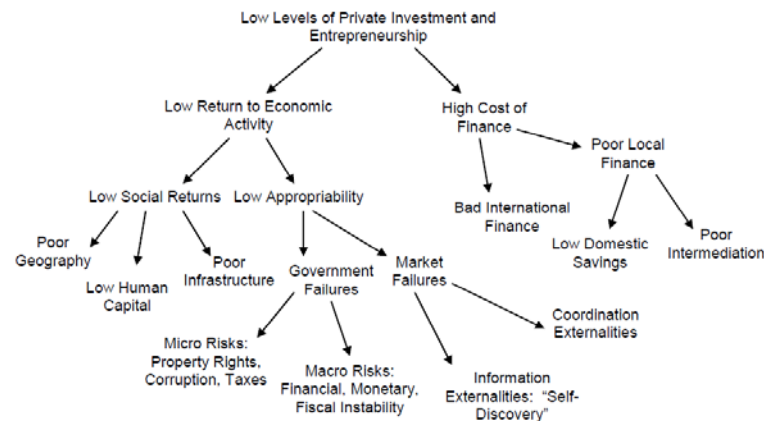 Low Levels of Private Investment and
Entrepreneurship
Low Return to Economic
Activity
High Cost of
Finance
Poor Local
Finance
Low Social Returns
Low Appropriability
Bad International
Finance
Low Domestic
Savings
Poor
Intermediation
Poor
Geography
Low Human
Capital
Poor
Infrastructure
Government
Failures
Market
Failures
Coordination
Externalities
Micro Risks:
Property Rights,
Corruption, Taxes
Macro Risks:
Financial, Monetary,
Fiscal Instability
Information
Externalities: “Self-
Discovery”